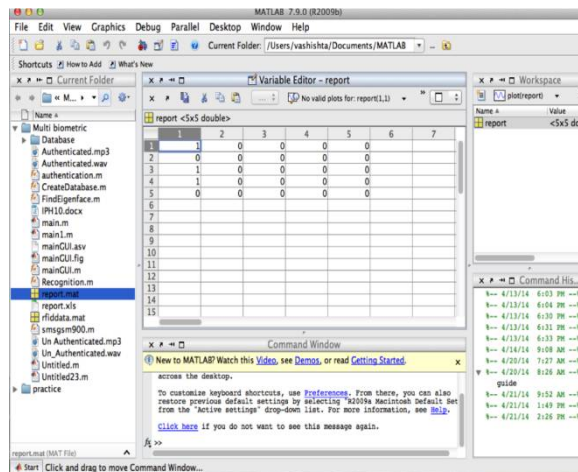 MATLAB 7.9.0 (R2009b)
File Edit View Graphics Debug Parallel Desktop Window Help
Current Folder: /Users/vashishta/Documents/MATLAB
Shortcuts How to Add What's New
Current Folder
« M...
Name
Multi biometric
Database
Authenticated.mp3
Authenticated.wav
authentication.m
CreateDatabase.m
FindEigenface.m
IPH10.docx
main.m
main1.m
mainGUI.asv
mainGUI.fig
mainGUI.m
Recognition.m
report.mat
report.xls
rfiddata.mat
smsgsm900.m
Un Authenticated.mp3
Un_Authenticated.wav
Untitled.m
Untitled23.m
practice
report.mat (MAT File)
Variable Editor - report
No valid plots for: report(1,1)
report <5x5 double>
1 2 3 4 5 6 7
1 1 0 0 0 0
2 0 0 0 0 0
3 1 0 0 0 0
4 1 0 0 0 0
5 0 0 0 0 0
6
7
8
9
10
11
12
13
14
15
Command Window
New to MATLAB? Watch this Video, see Demos, or read Getting Started.
across the desktop.
To customize keyboard shortcuts, use Preferences. From there, you can also
restore previous default settings by selecting "R2009a Macintosh Default Set
from the "Active settings" drop-down list. For more information, see Help.
Click here if you do not want to see this message again.
fx >>
Workspace
plot(report)
Name Value
report <5x5 do
Command His...
%-- 4/13/14 6:03 PM --%
%-- 4/13/14 6:04 PM --%
%-- 4/13/14 6:31 PM --%
%-- 4/13/14 6:33 PM --%
%-- 4/14/14 9:08 AM --%
%-- 4/20/14 7:27 AM --%
%-- 4/20/14 8:26 AM --%
guide
%-- 4/21/14 9:52 AM --%
%-- 4/21/14 1:49 PM --%
%-- 4/21/14 2:26 PM --%
Start Click and drag to move Command Window...